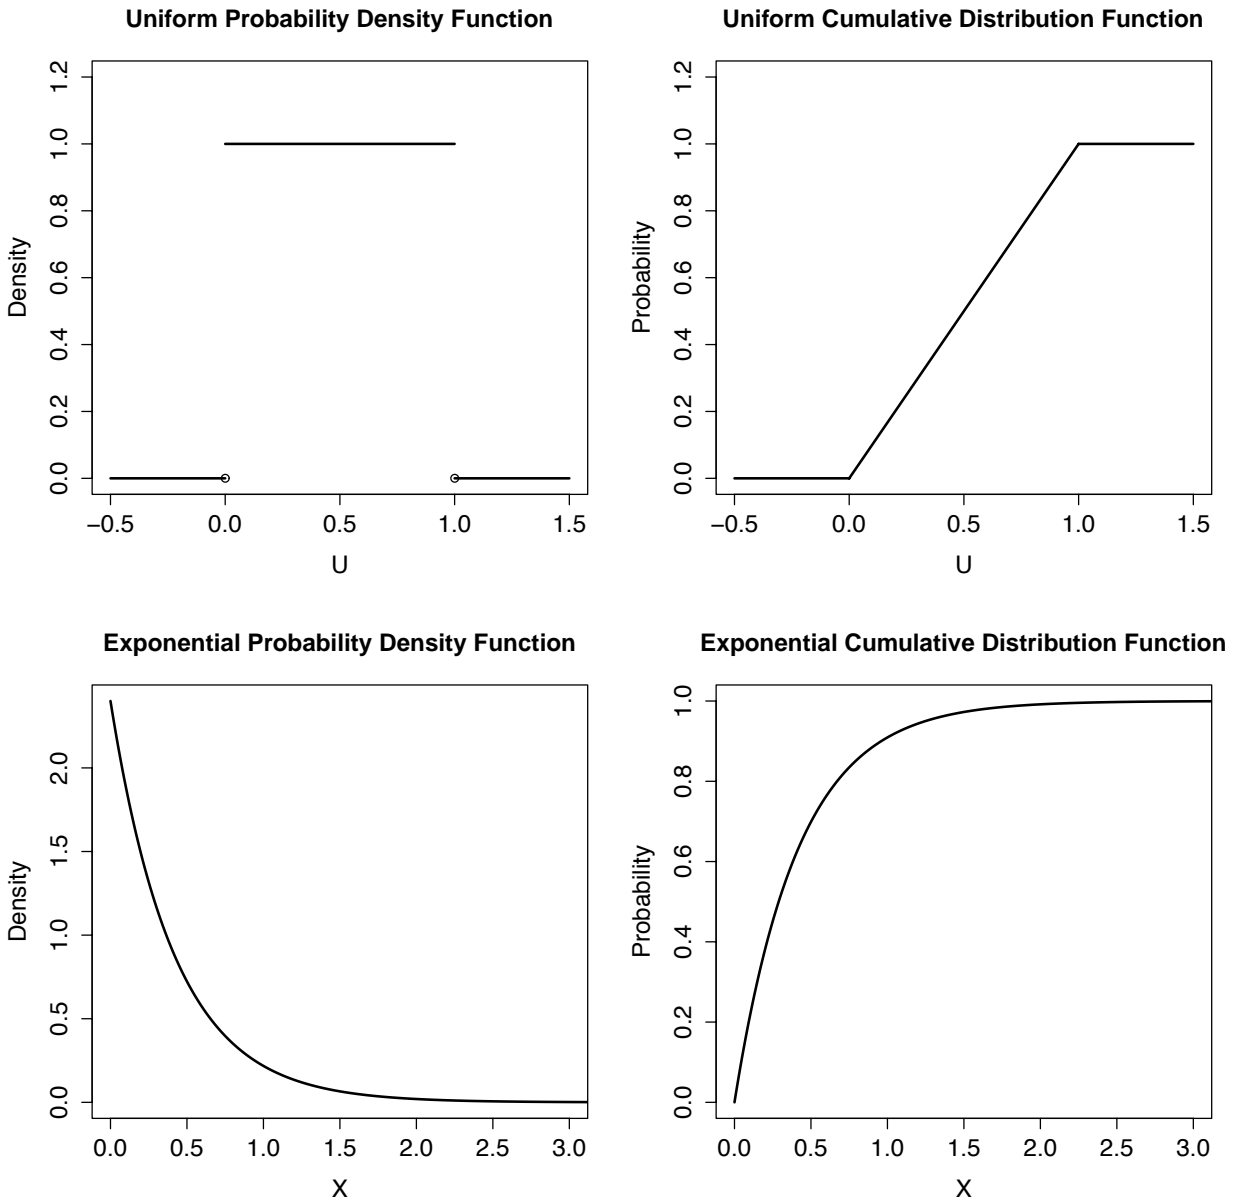 Uniform Probability Density Function
Density
1.2
1.0
0.8
0.6
0.4
0.2
0.0
−0.5 0.0 0.5 1.0 1.5
U
Uniform Cumulative Distribution Function
Probability
1.2
1.0
0.8
0.6
0.4
0.2
0.0
−0.5 0.0 0.5 1.0 1.5
U
Exponential Probability Density Function
Density
2.0
1.5
1.0
0.5
0.0
0.0 0.5 1.0 1.5 2.0 2.5 3.0
X
Exponential Cumulative Distribution Function
Probability
1.0
0.8
0.6
0.4
0.2
0.0
0.0 0.5 1.0 1.5 2.0 2.5 3.0
X